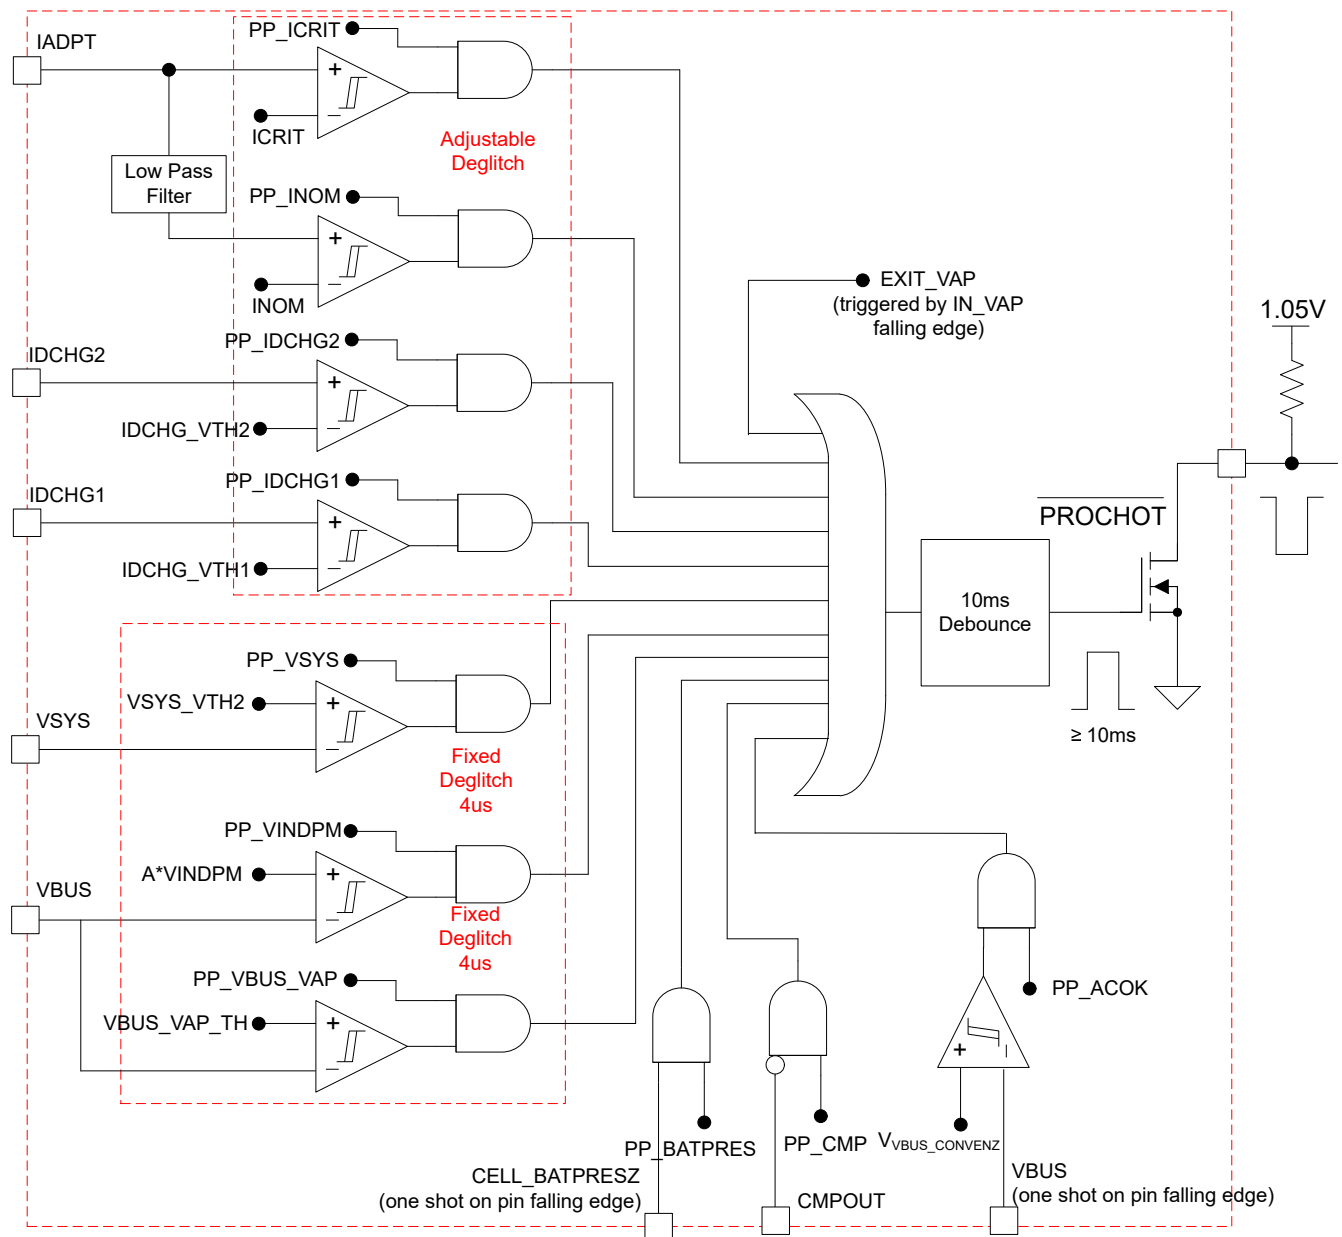 PP_ICRIT
IADPT
+
−
ICRIT
Adjustable
Deglitch
Low Pass
Filter
PP_INOM
+
−
INOM
EXIT_VAP
(triggered by IN_VAP
falling edge)
1.05V
PP_IDCHG2
IDCHG2
+
−
IDCHG_VTH2
PP_IDCHG1
IDCHG1
+
−
IDCHG_VTH1
PROCHOT
10ms
Debounce
≥ 10ms
PP_VSYS
VSYS_VTH2
+
VSYS
−
Fixed
Deglitch
4us
PP_VINDPM
A*VINDPM
+
VBUS
−
Fixed
Deglitch
4us
PP_VBUS_VAP
VBUS_VAP_TH
+
−
PP_ACOK
+
−
PP_BATPRES
PP_CMP
VVBUS_CONVENZ
CELL_BATPRESZ
(one shot on pin falling edge)
CMPOUT
VBUS
(one shot on pin falling edge)